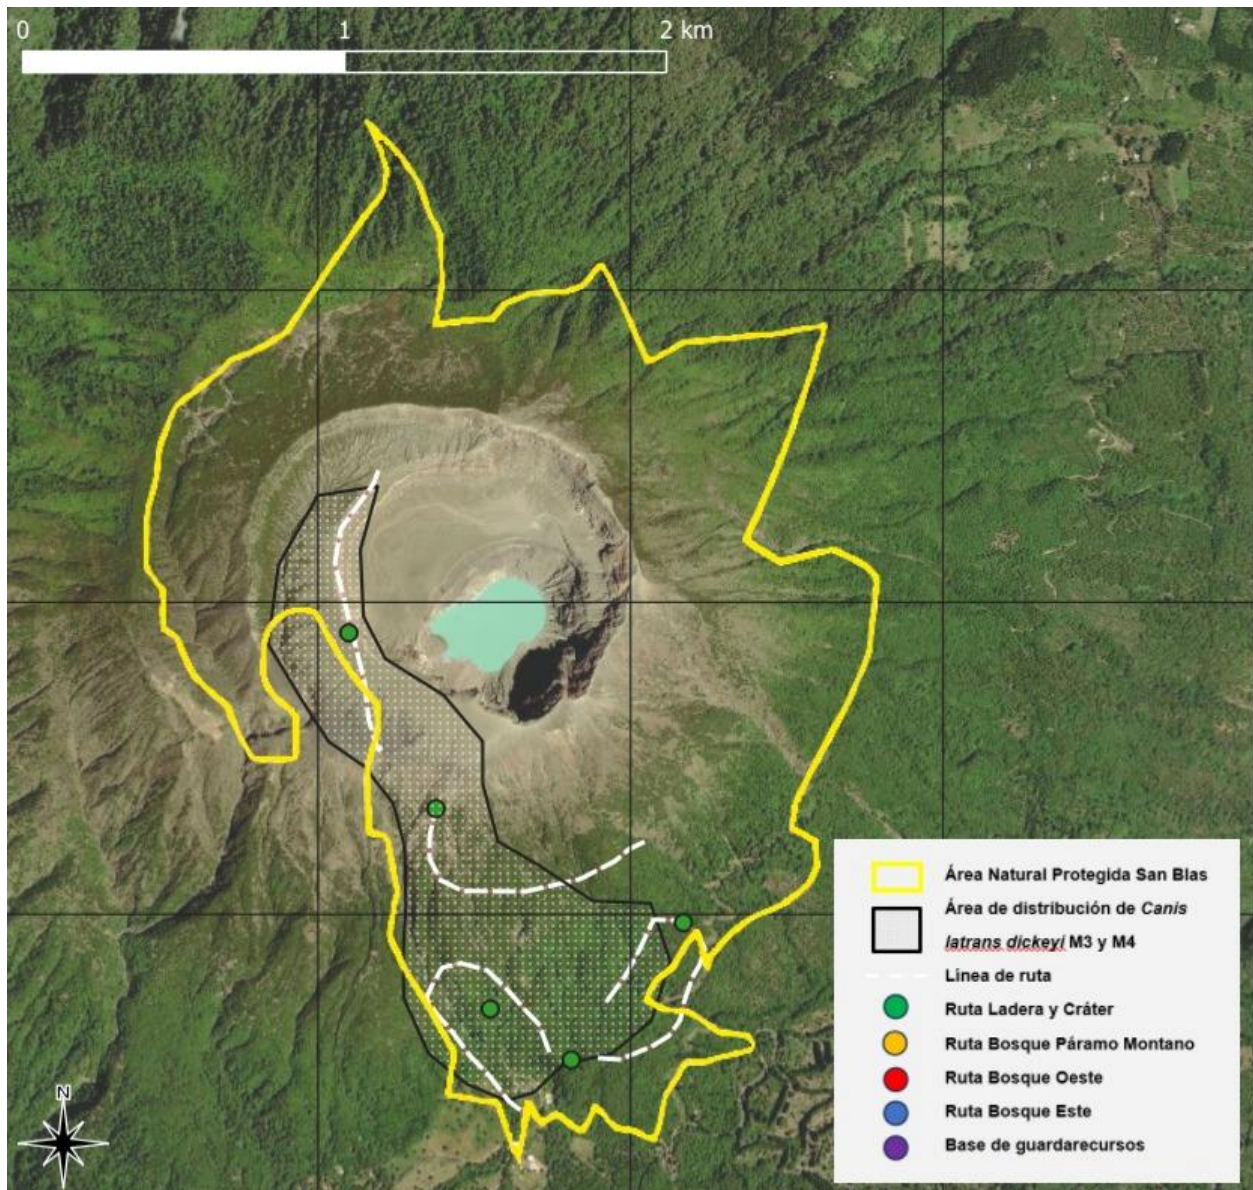 0 1 2 km
Área Natural Protegida San Blas
Área de distribución de Canis
latrans dickeyi M3 y M4
Línea de ruta
Ruta Ladera y Cráter
Ruta Bosque Páramo Montano
Ruta Bosque Oeste
Ruta Bosque Este
Base de guardarecursos
N